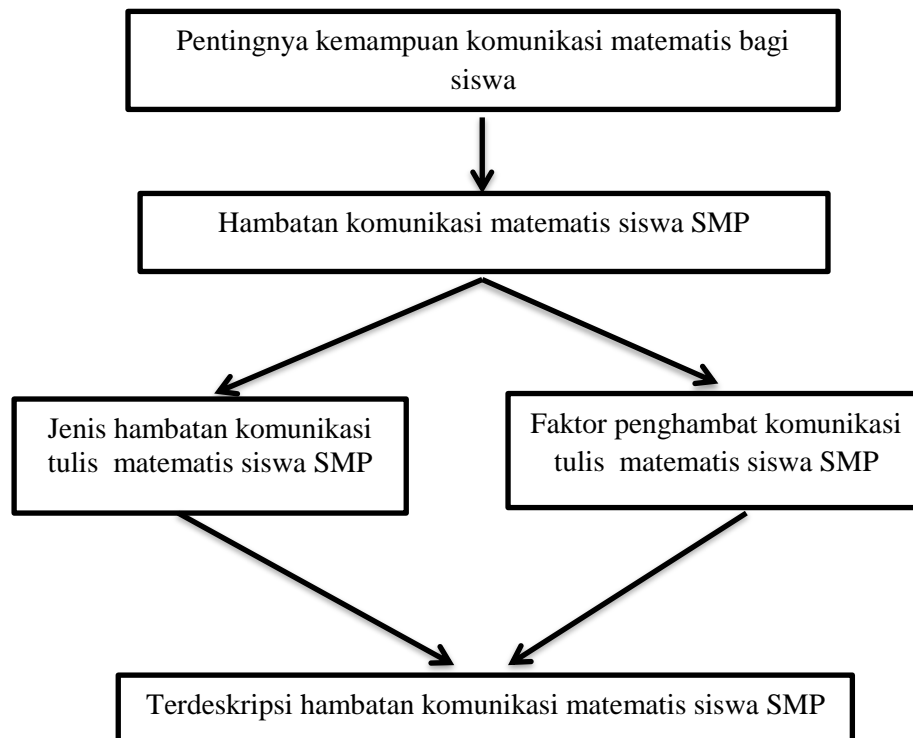 Pentingnya kemampuan komunikasi matematis bagi
siswa
Hambatan komunikasi matematis siswa SMP
Jenis hambatan komunikasi
tulis matematis siswa SMP
Faktor penghambat komunikasi
tulis matematis siswa SMP
Terdeskripsi hambatan komunikasi matematis siswa SMP